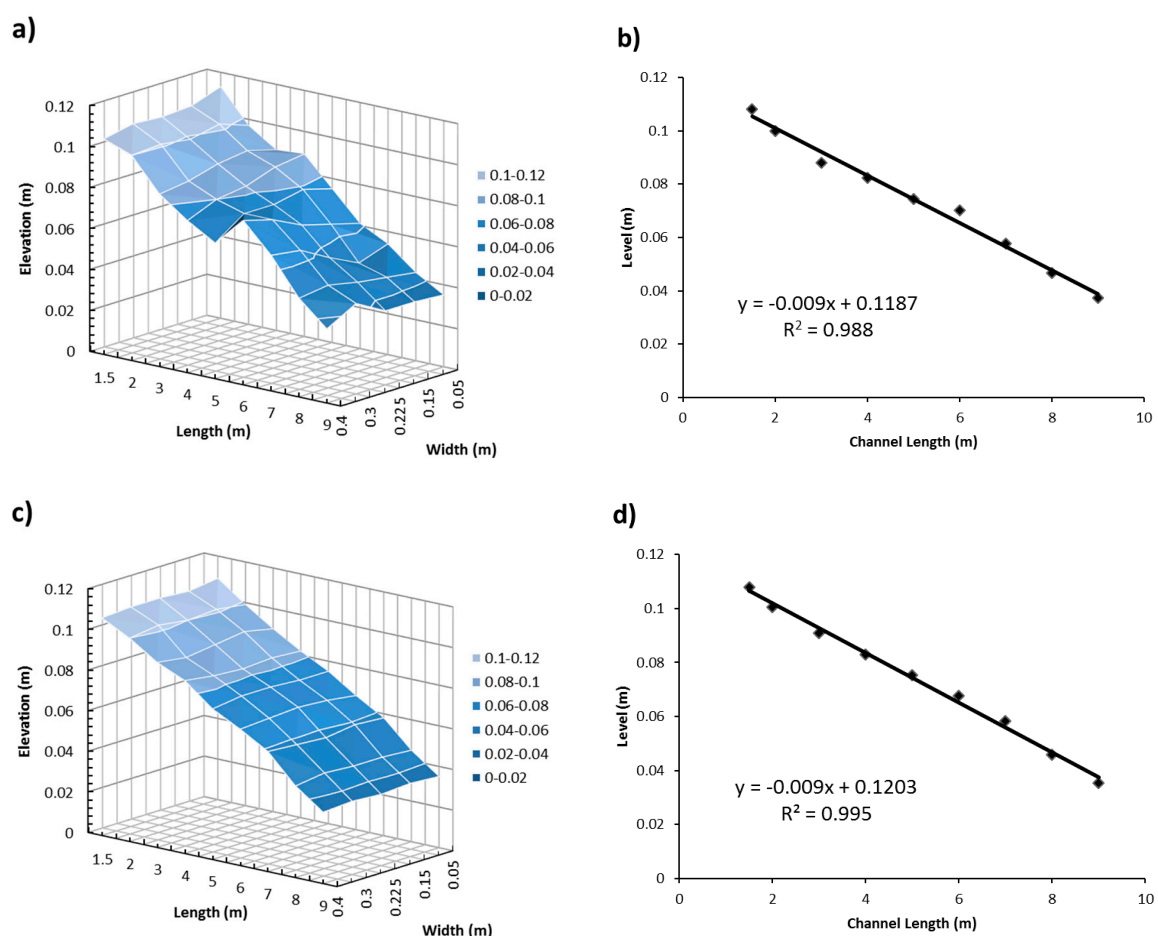 a)
0.12
0.1
0.08
0.06
0.04
0.02
0
Elevation (m)
1.5 2 3 4 5 6 7 8 9
Length (m)
0.4 0.3 0.225 0.15 0.05
Width (m)
0.1-0.12
0.08-0.1
0.06-0.08
0.04-0.06
0.02-0.04
0-0.02
b)
0.12
0.1
0.08
0.06
0.04
0.02
0
Level (m)
y = -0.009x + 0.1187
R² = 0.988
0 2 4 6 8 10
Channel Length (m)
c)
0.12
0.1
0.08
0.06
0.04
0.02
0
Elevation (m)
1.5 2 3 4 5 6 7 8 9
Length (m)
0.4 0.3 0.225 0.15 0.05
Width (m)
0.1-0.12
0.08-0.1
0.06-0.08
0.04-0.06
0.02-0.04
0-0.02
d)
0.12
0.1
0.08
0.06
0.04
0.02
0
Level (m)
y = -0.009x + 0.1203
R² = 0.995
0 2 4 6 8 10
Channel Length (m)